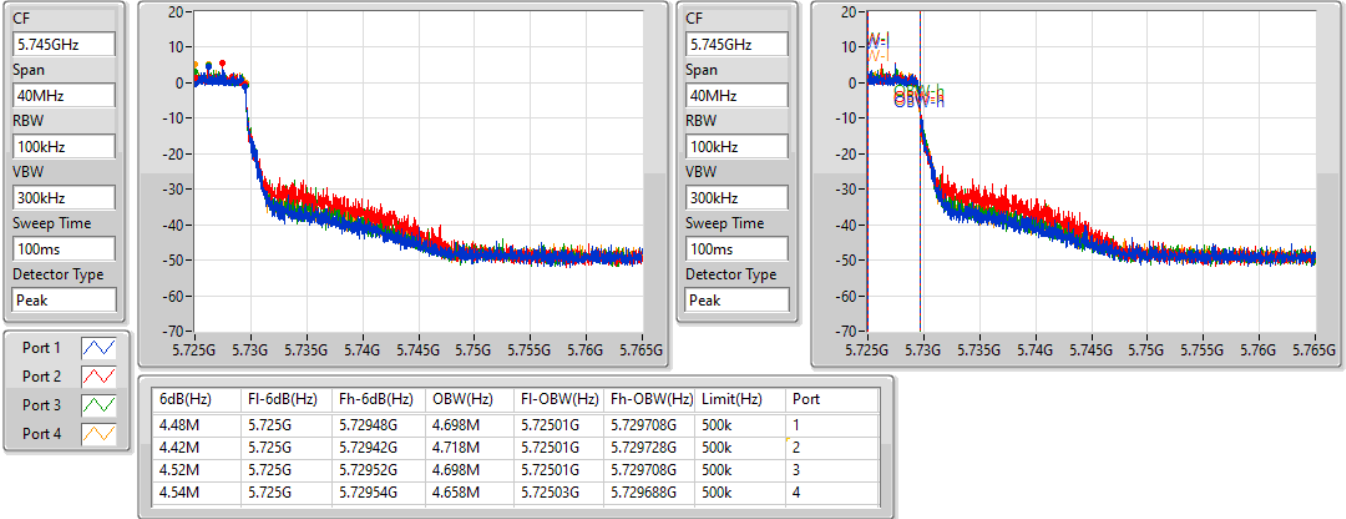 CF
5.745GHz
Span
40MHz
RBW
100kHz
VBW
300kHz
Sweep Time
100ms
Detector Type
Peak
Port 1
Port 2
Port 3
Port 4
20
10
0
-10
-20
-30
-40
-50
-60
-70
5.725G 5.73G 5.735G 5.74G 5.745G 5.75G 5.755G 5.76G 5.765G
CF
5.745GHz
Span
40MHz
RBW
100kHz
VBW
300kHz
Sweep Time
100ms
Detector Type
Peak
20
10
0
-10
-20
-30
-40
-50
-60
-70
OBW-h
5.725G 5.73G 5.735G 5.74G 5.745G 5.75G 5.755G 5.76G 5.765G
6dB(Hz) Fl-6dB(Hz) Fh-6dB(Hz) OBW(Hz) Fl-OBW(Hz) Fh-OBW(Hz) Limit(Hz) Port
4.48M 5.725G 5.72948G 4.698M 5.72501G 5.729708G 500k 1
4.42M 5.725G 5.72942G 4.718M 5.72501G 5.729728G 500k 2
4.52M 5.725G 5.72952G 4.698M 5.72501G 5.729708G 500k 3
4.54M 5.725G 5.72954G 4.658M 5.72503G 5.729688G 500k 4